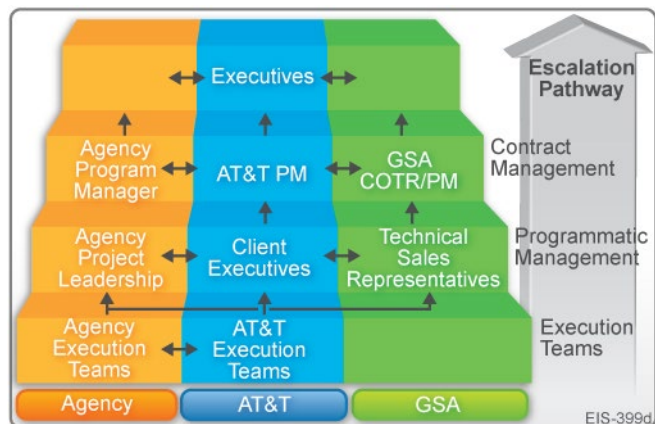 Executives
Escalation
Pathway
Agency
Program
Manager
AT&T PM
GSA
COTR/PM
Contract
Management
Agency
Project
Leadership
Client
Executives
Technical
Sales
Representatives
Programmatic
Management
Agency
Execution
Teams
AT&T
Execution
Teams
Execution
Teams
Agency
AT&T
GSA
EIS-399d